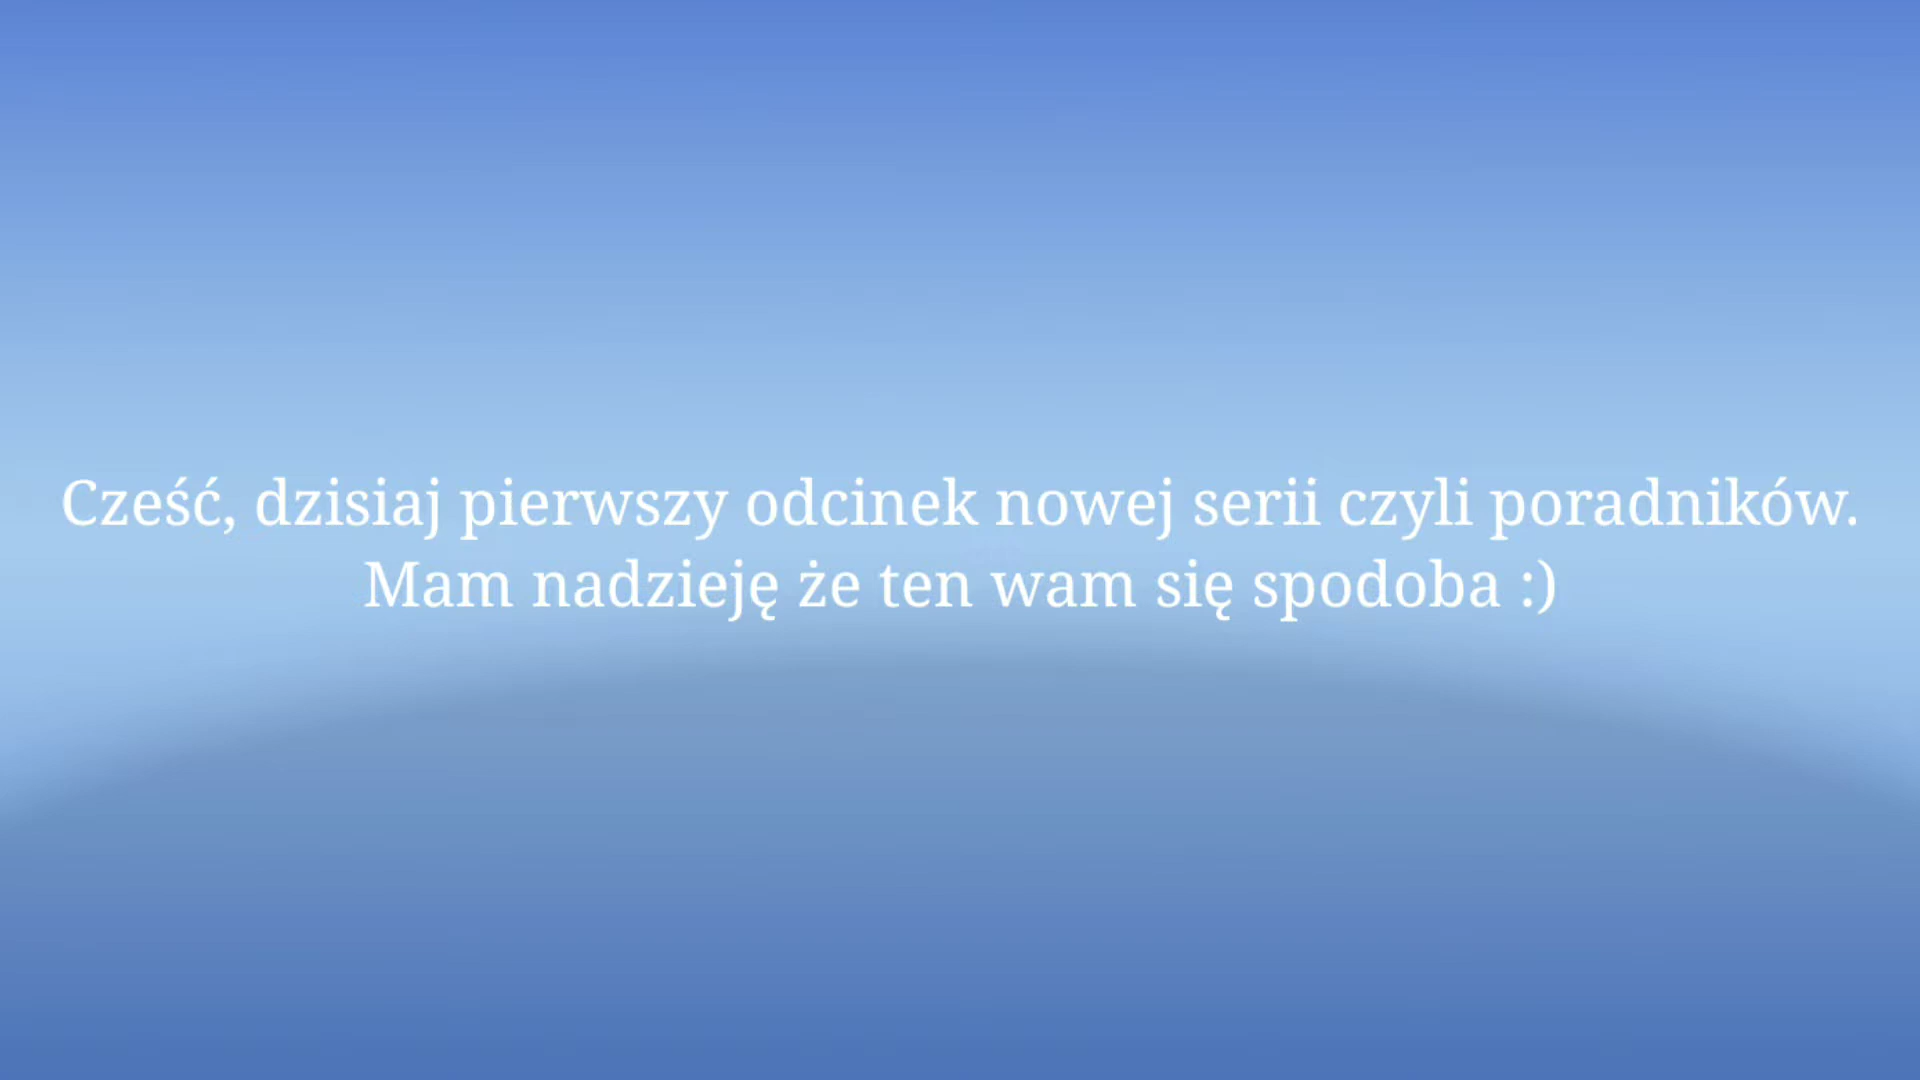 Cześć, dzisiaj pierwszy odcinek nowej serii czyli poradników.
Mam nadzieję że ten wam się spodoba :)